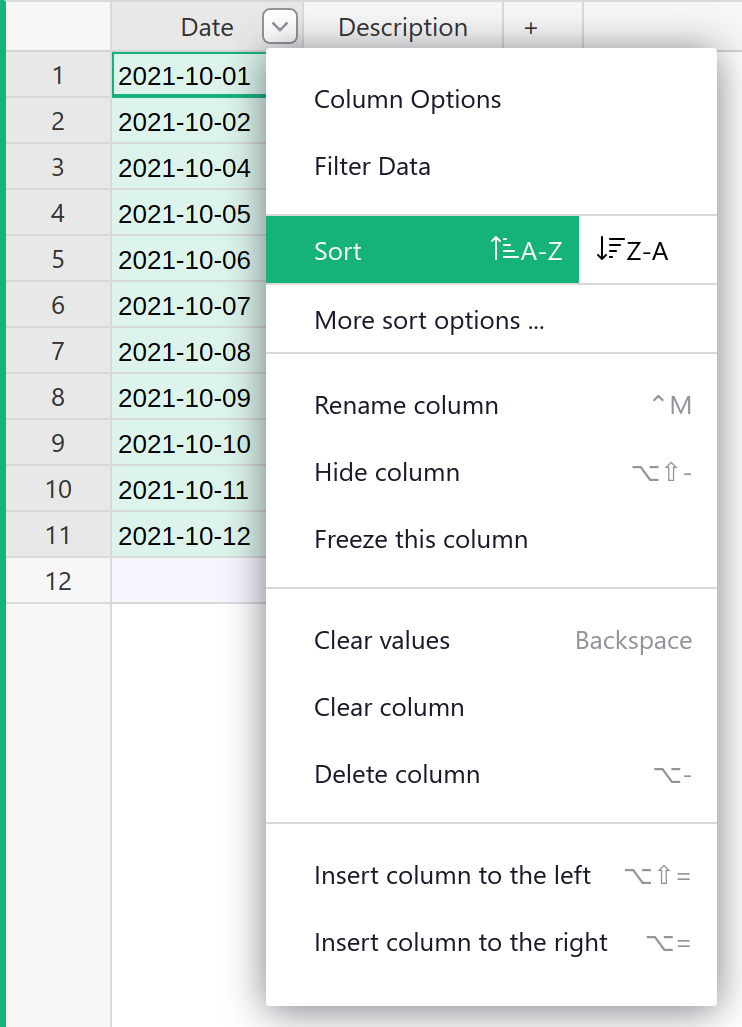 Date Description +
1 2021-10-01
2 2021-10-02
3 2021-10-04
4 2021-10-05
5 2021-10-06
6 2021-10-07
7 2021-10-08
8 2021-10-09
9 2021-10-10
10 2021-10-11
11 2021-10-12
12
Column Options
Filter Data
Sort A-Z Z-A
More sort options ...
Rename column ⌃M
Hide column ⌥⇧-
Freeze this column
Clear values Backspace
Clear column
Delete column ⌥-
Insert column to the left ⌥⇧=
Insert column to the right ⌥=